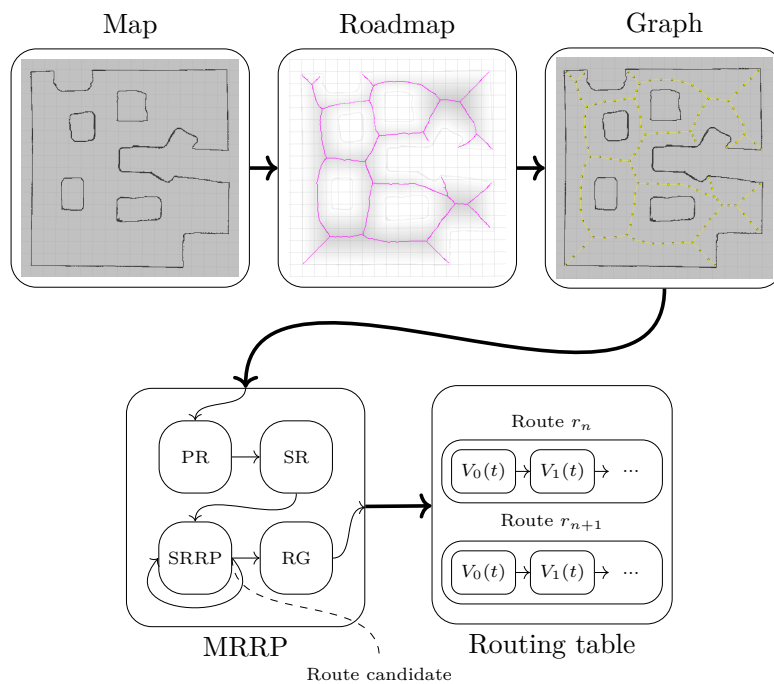 Map
Roadmap
Graph
PR
SR
SRRP
RG
MRRP
Route candidate
Route r_n
V_0(t)
V_1(t)
...
Route r_{n+1}
V_0(t)
V_1(t)
...
Routing table